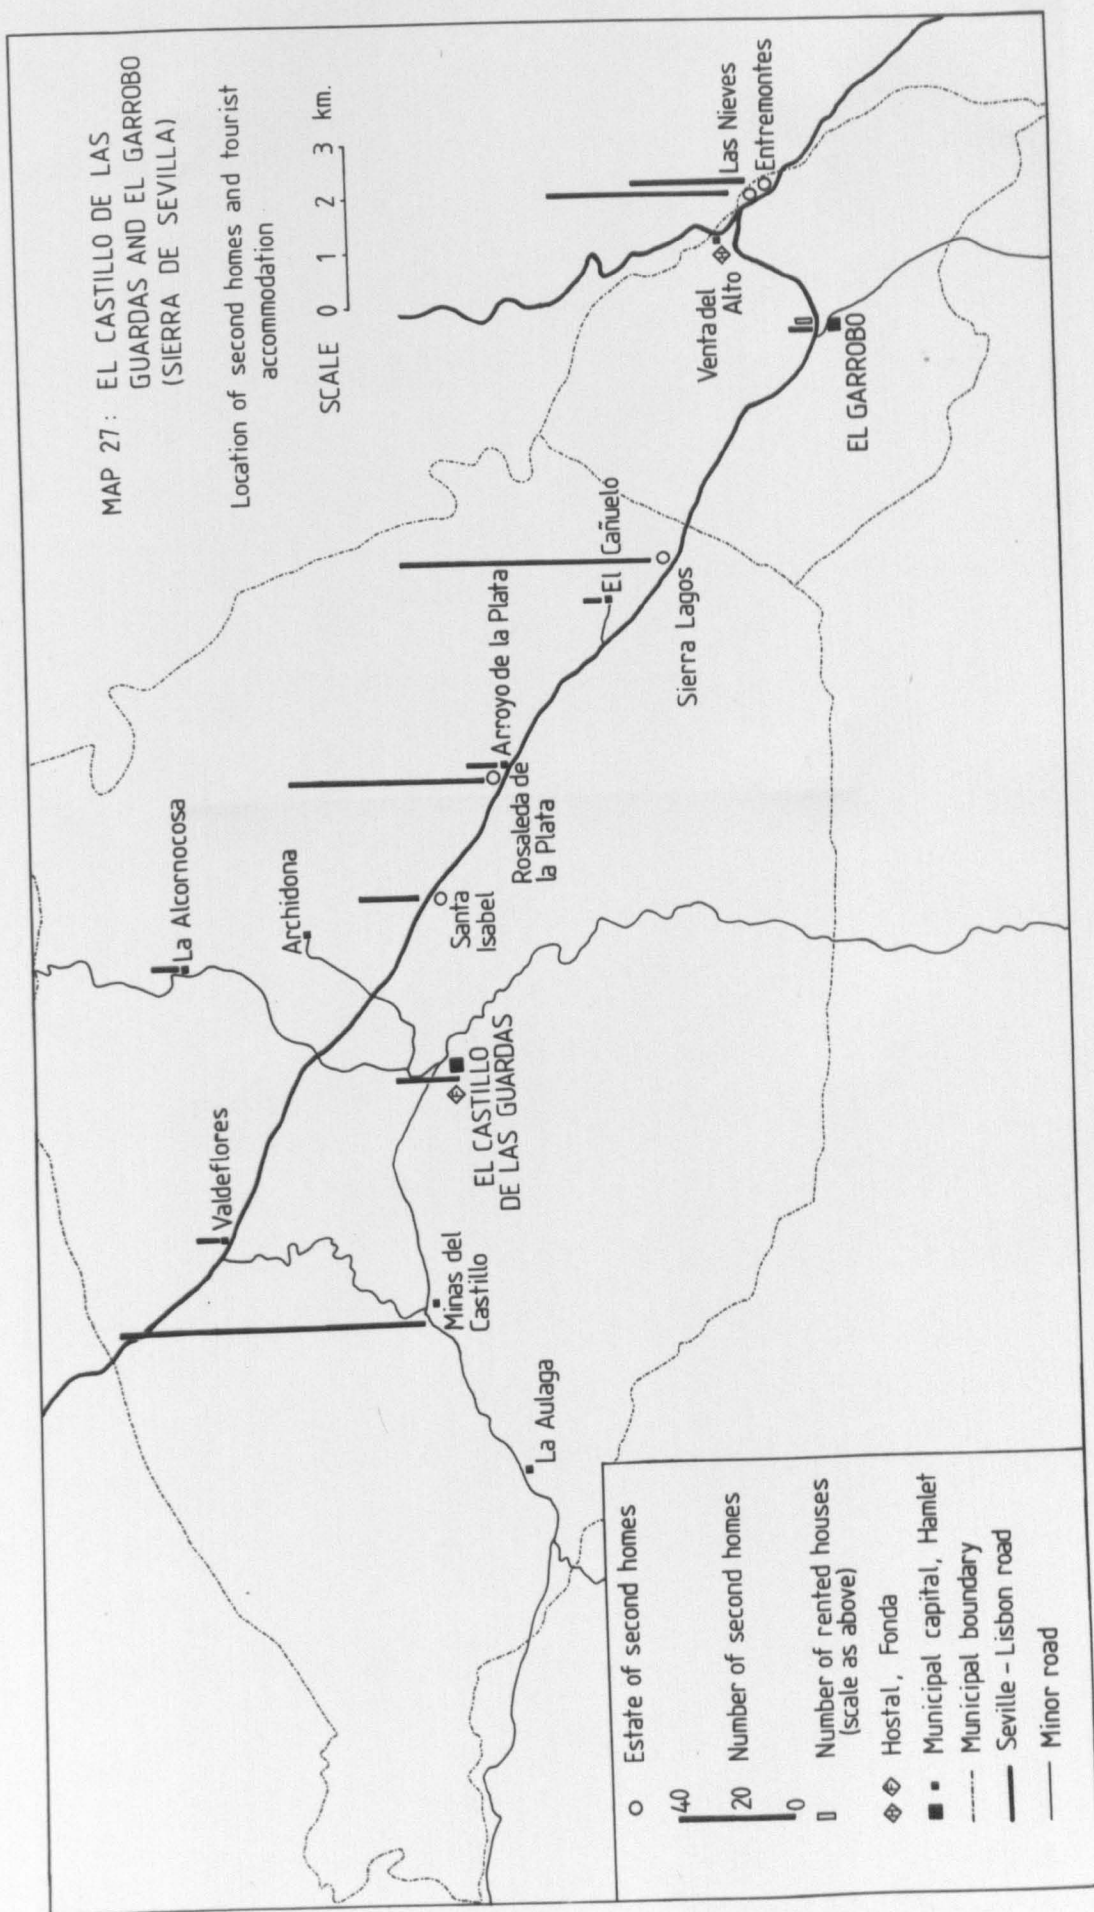 MAP 27: EL CASTILLO DE LAS
GUARDAS AND EL GARROBO
(SIERRA DE SEVILLA)
Location of second homes and tourist
accommodation
SCALE 0 1 2 3 km.
Valdeflores
La Alcornocosa
Archidona
Minas del
Castillo
La Aulaga
EL CASTILLO
DE LAS GUARDAS
Santa
Isabel
Rosaleda de
la Plata
Arroyo de la Plata
El Cañuelo
Sierra Lagos
Venta del
Alto
Las Nieves
Entremontes
EL GARROBO
Estate of second homes
40
20
0
Number of second homes
Number of rented houses
(scale as above)
H F Hostal, Fonda
Municipal capital, Hamlet
Municipal boundary
Seville - Lisbon road
Minor road